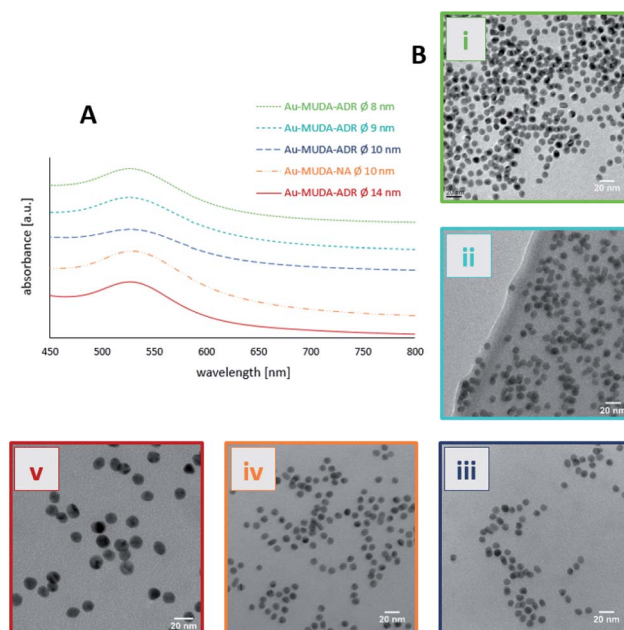 A
B
Au-MUDA-ADR Ø 8 nm
Au-MUDA-ADR Ø 9 nm
Au-MUDA-ADR Ø 10 nm
Au-MUDA-NA Ø 10 nm
Au-MUDA-ADR Ø 14 nm
absorbance [a.u.]
450 500 550 600 650 700 750 800
wavelength [nm]
i
20 nm
ii
20 nm
v
20 nm
iv
20 nm
iii
20 nm